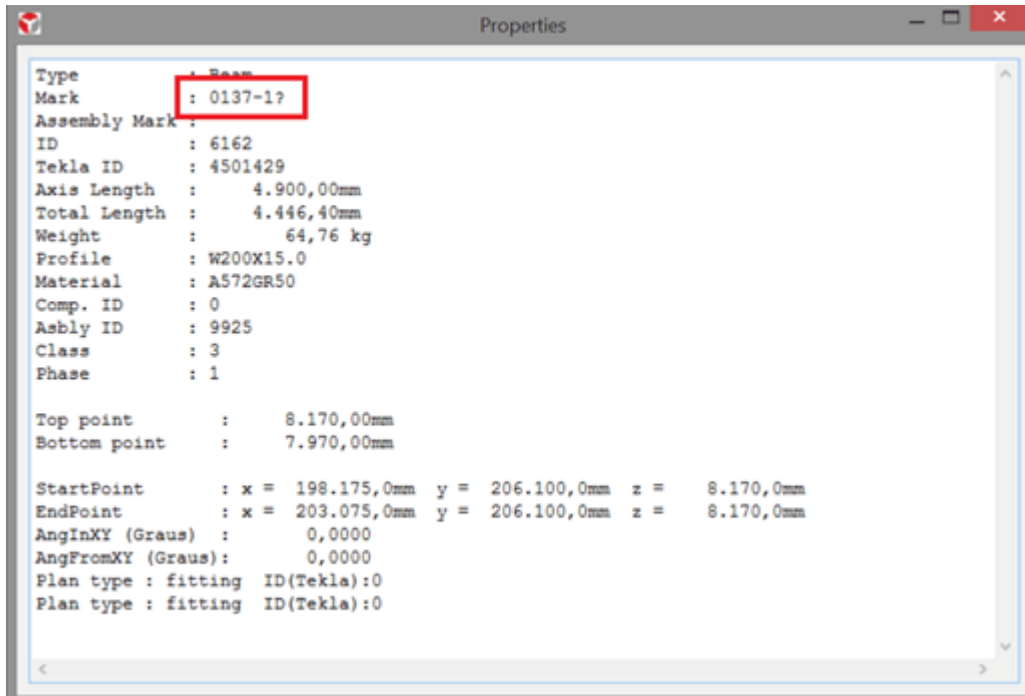 Properties
Type : Beam
Mark : 0137-1?
Assembly Mark :
ID : 6162
Tekla ID : 4501429
Axis Length : 4.900,00mm
Total Length : 4.446,40mm
Weight : 64,76 kg
Profile : W200X15.0
Material : A572GR50
Comp. ID : 0
Asbly ID : 9925
Class : 3
Phase : 1
Top point : 8.170,00mm
Bottom point : 7.970,00mm
StartPoint : x = 198.175,0mm y = 206.100,0mm z = 8.170,0mm
EndPoint : x = 203.075,0mm y = 206.100,0mm z = 8.170,0mm
AngInXY (Graus) : 0,0000
AngFromXY (Graus): 0,0000
Plan type : fitting ID(Tekla):0
Plan type : fitting ID(Tekla):0